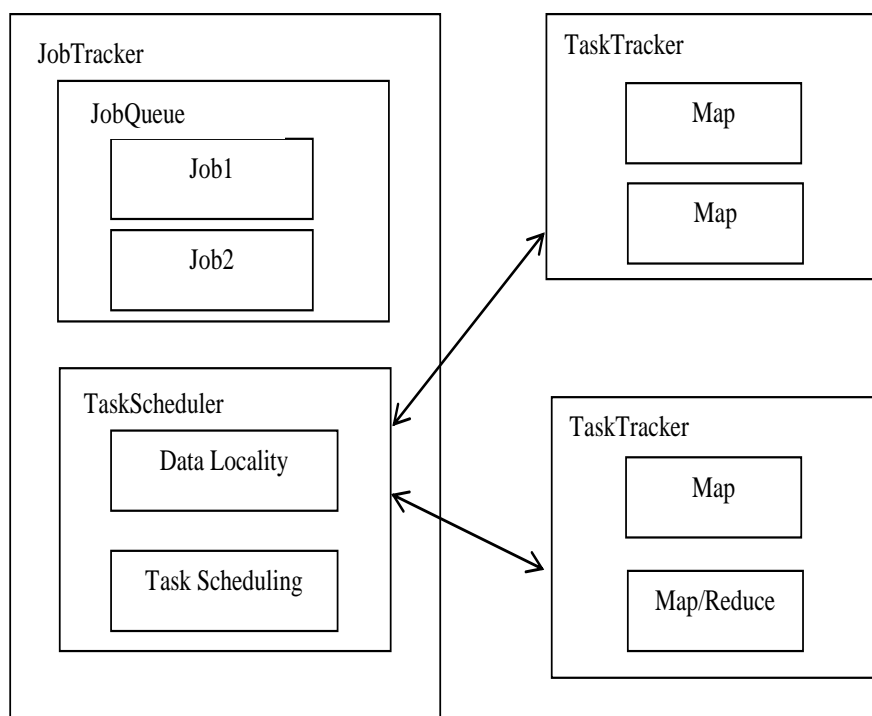 JobTracker
JobQueue
Job1
Job2
TaskScheduler
Data Locality
Task Scheduling
TaskTracker
Map
Map
TaskTracker
Map
Map/Reduce